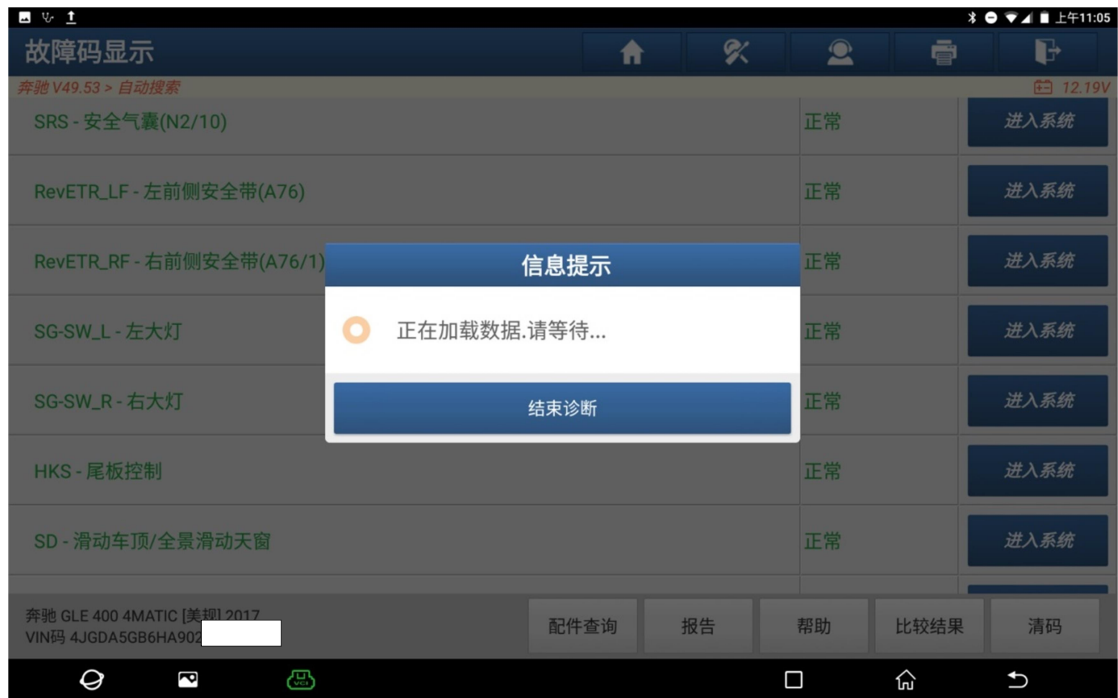 上午11:05
故障码显示
奔驰 V49.53 > 自动搜索
12.19V
SRS - 安全气囊(N2/10) 正常 进入系统
RevETR_LF - 左前侧安全带(A76) 正常 进入系统
RevETR_RF - 右前侧安全带(A76/1) 正常 进入系统
信息提示
SG-SW_L - 左大灯 正在加载数据.请等待... 正常 进入系统
SG-SW_R - 右大灯 结束诊断 正常 进入系统
HKS - 尾板控制 正常 进入系统
SD - 滑动车顶/全景滑动天窗 正常 进入系统
奔驰 GLE 400 4MATIC [美规] 2017
VIN码 4JGDA5GB6HA902
配件查询 报告 帮助 比较结果 清码
VCI